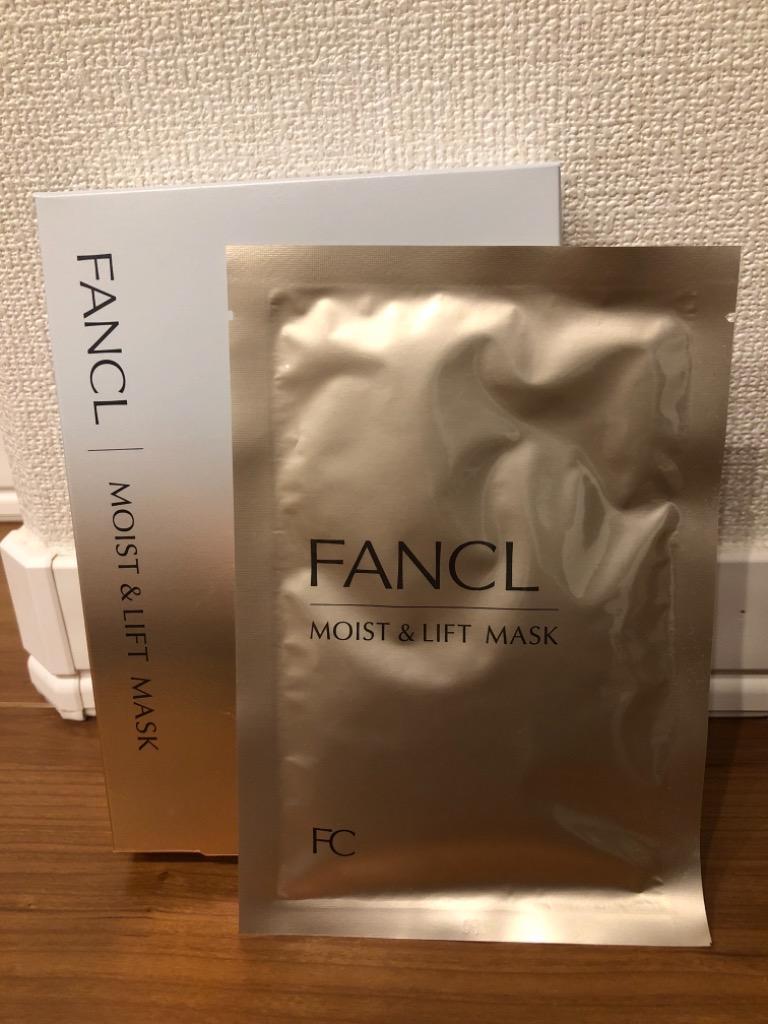 FANCL | MOIST & LIFT MASK
FANCL
MOIST & LIFT MASK
FC